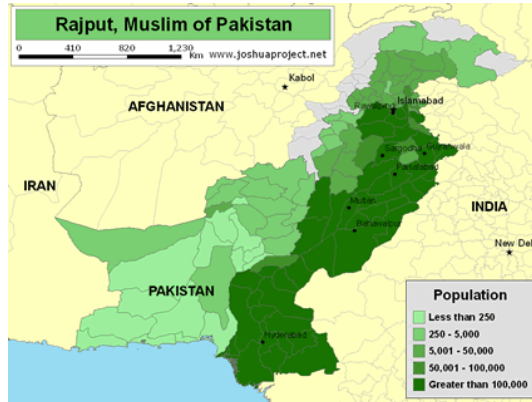 Rajput, Muslim of Pakistan
0 410 820 1,230
Km www.joshuaproject.net
Kabol
AFGHANISTAN
Islamabad
Sargodha
Faisalabad
IRAN
Multan
INDIA
Bahawalpur
New Del
PAKISTAN
Hyderabad
Population
Less than 250
250 - 5,000
5,001 - 50,000
50,001 - 100,000
Greater than 100,000